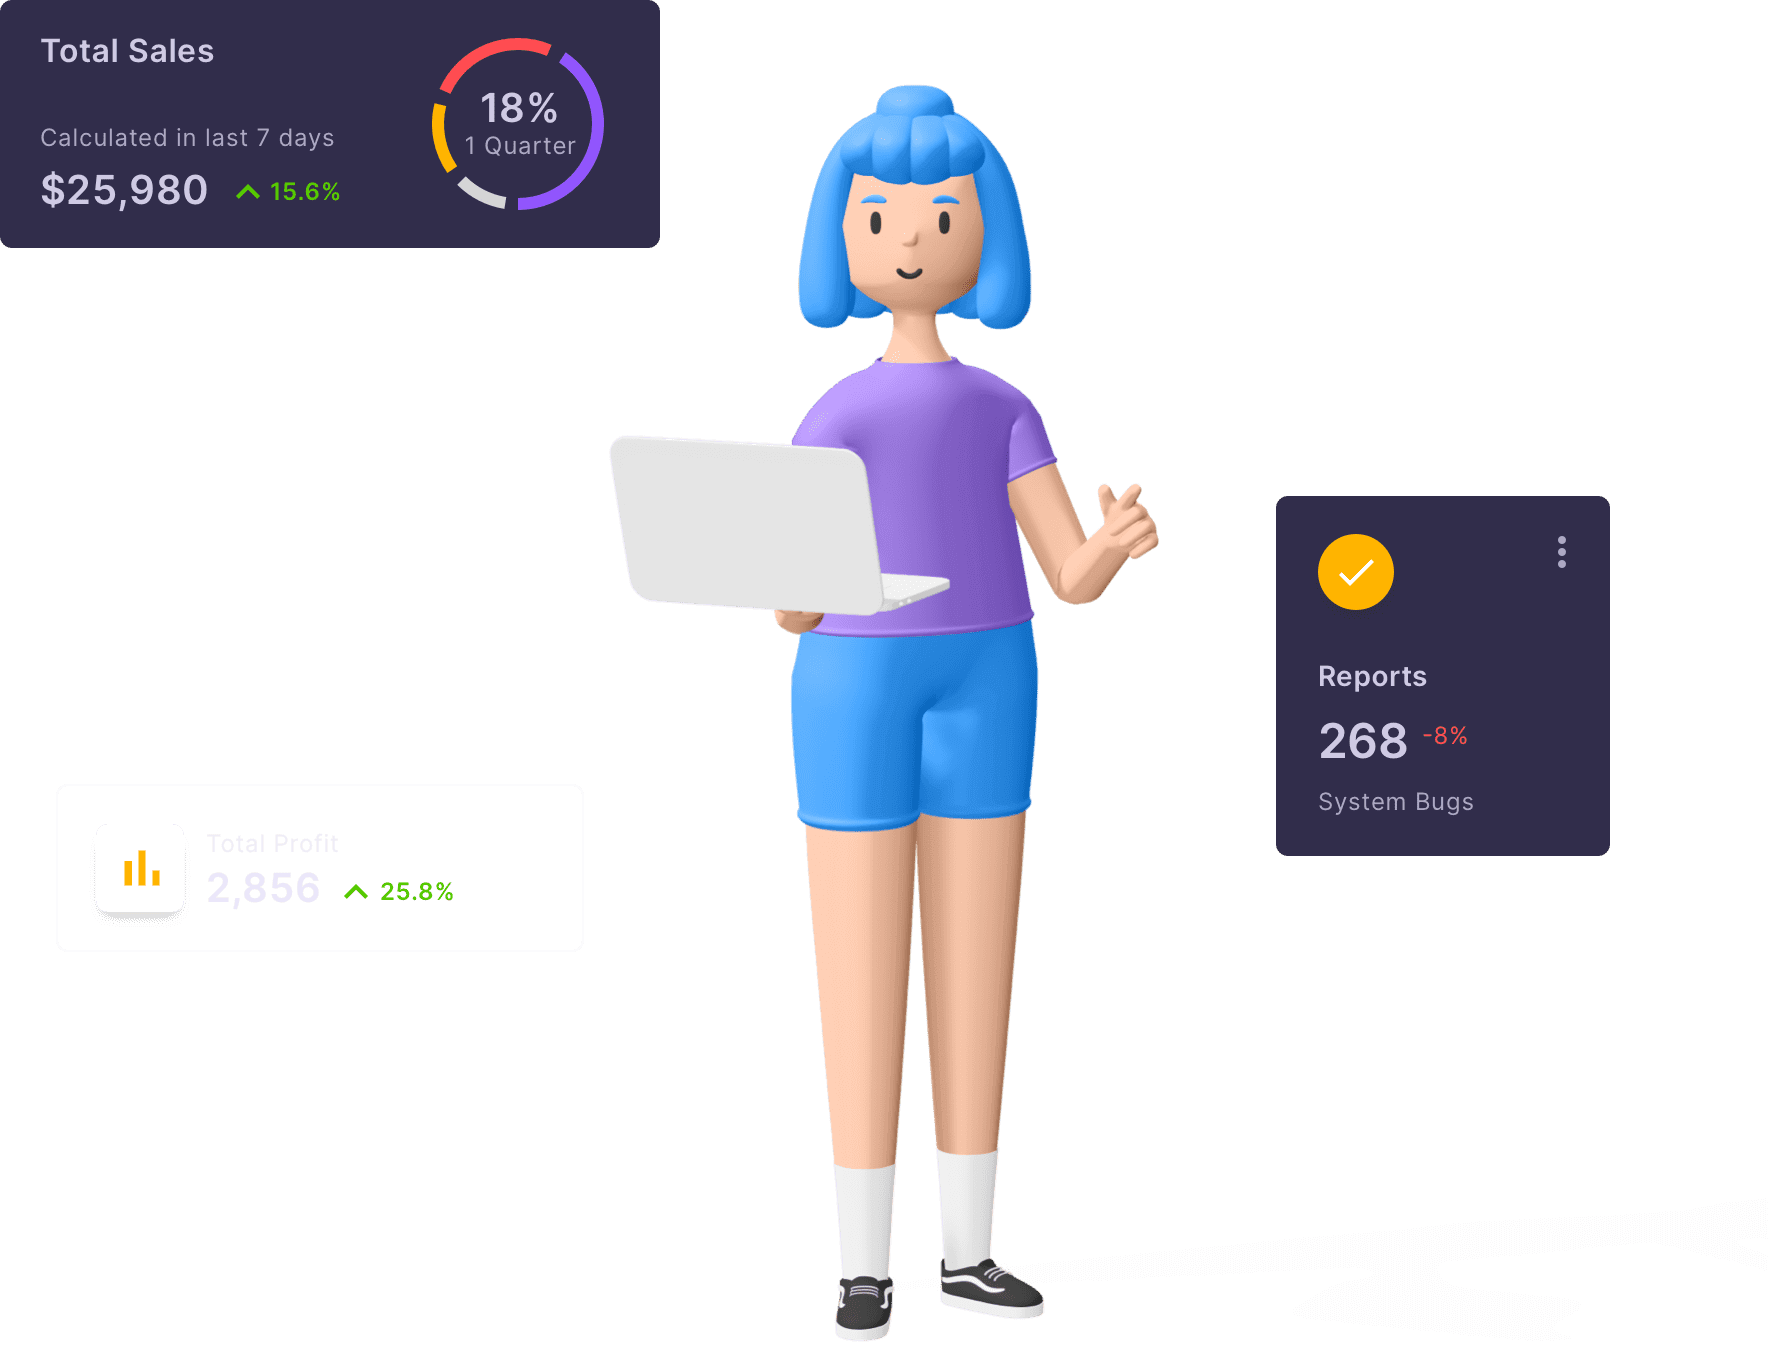 Total Sales
Calculated in last 7 days
$25,980 15.6%
18%
1 Quarter
Reports
268 -8%
System Bugs
Total Profit
2,856 25.8%